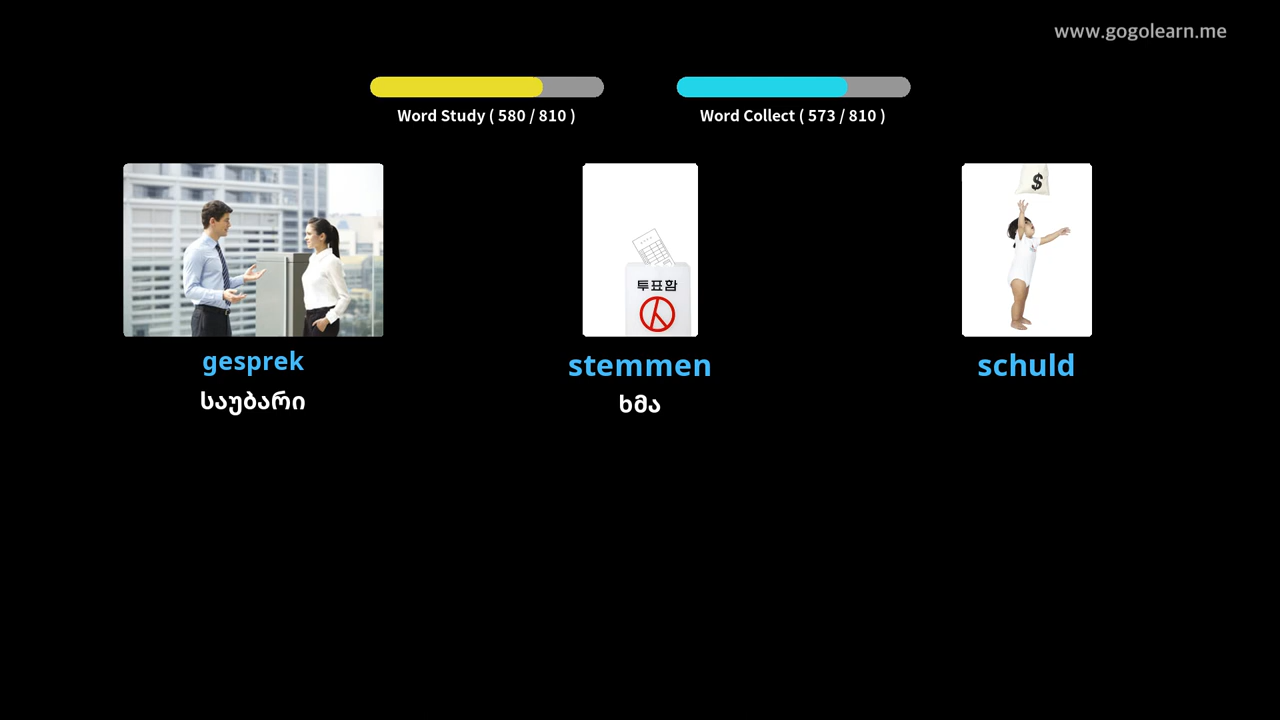 www.gogolearn.me
Word Study ( 580 / 810 )
Word Collect ( 573 / 810 )
투표함
$
gesprek
stemmen
schuld
საუბარი
ხმა